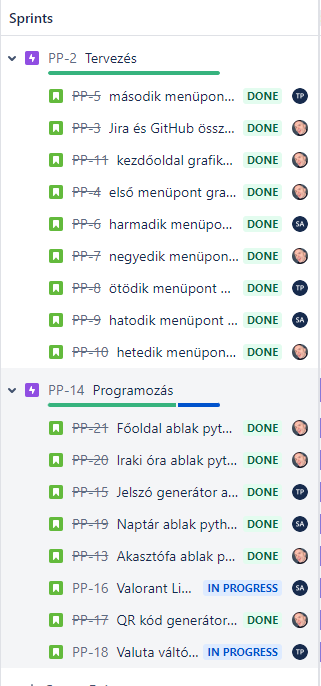 Sprints
PP-2 Tervezés
PP-5 második menüpon... DONE TP
PP-3 Jira és GitHub össz... DONE
PP-11 kezdőoldal grafik... DONE
PP-4 első menüpont gra... DONE
PP-6 harmadik menüpo... DONE SA
PP-7 negyedik menüpon... DONE
PP-8 ötödik menüpont ... DONE TP
PP-9 hatodik menüpont ... DONE SA
PP-10 hetedik menüpon... DONE
PP-14 Programozás
PP-21 Főoldal ablak pyt... DONE
PP-20 Iraki óra ablak pyt... DONE
PP-15 Jelszó generátor a... DONE TP
PP-19 Naptár ablak pyth... DONE SA
PP-13 Akasztófa ablak p... DONE
PP-16 Valorant Li... IN PROGRESS SA
PP-17 QR kód generátor... DONE
PP-18 Valuta váltó... IN PROGRESS TP